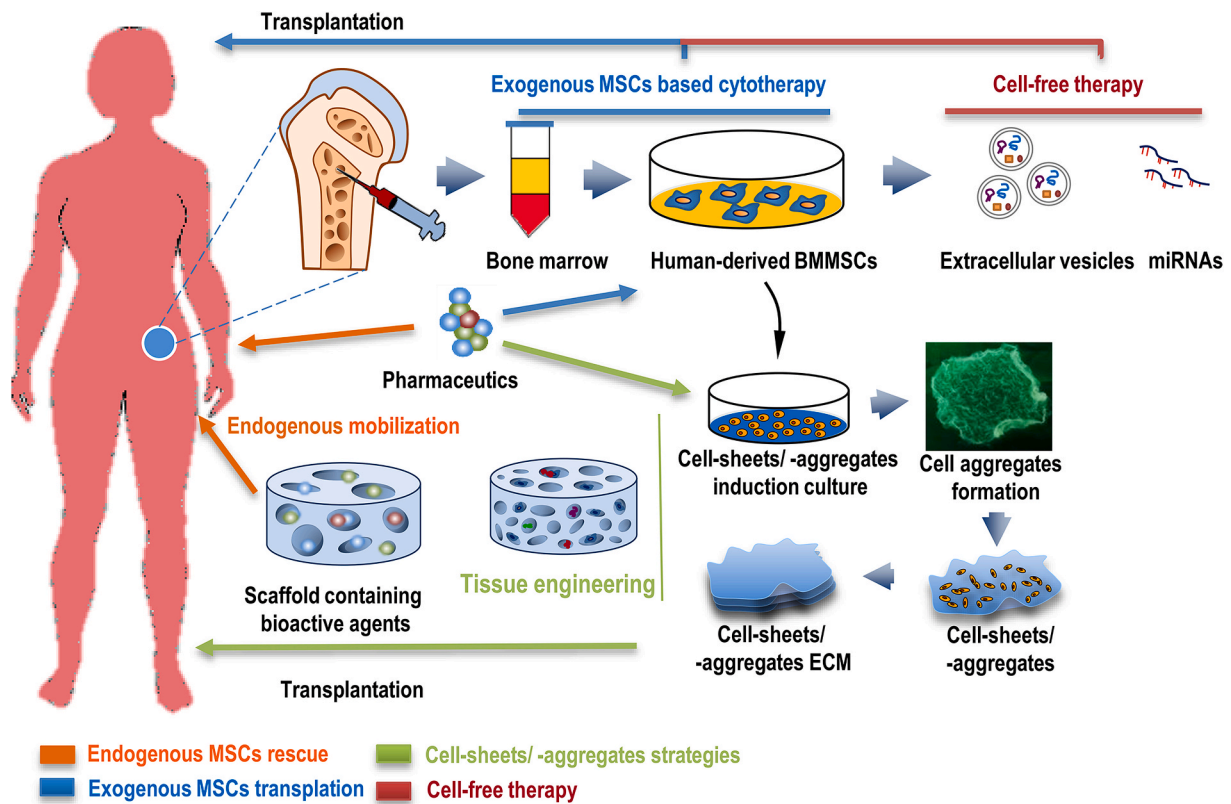 Transplantation
Exogenous MSCs based cytotherapy
Cell-free therapy
Bone marrow
Human-derived BMMSCs
Extracellular vesicles
miRNAs
Pharmaceutics
Endogenous mobilization
Cell-sheets/ -aggregates
induction culture
Cell aggregates
formation
Tissue engineering
Scaffold containing
bioactive agents
Cell-sheets/
-aggregates ECM
Cell-sheets/
-aggregates
Transplantation
Endogenous MSCs rescue
Cell-sheets/ -aggregates strategies
Exogenous MSCs transplation
Cell-free therapy